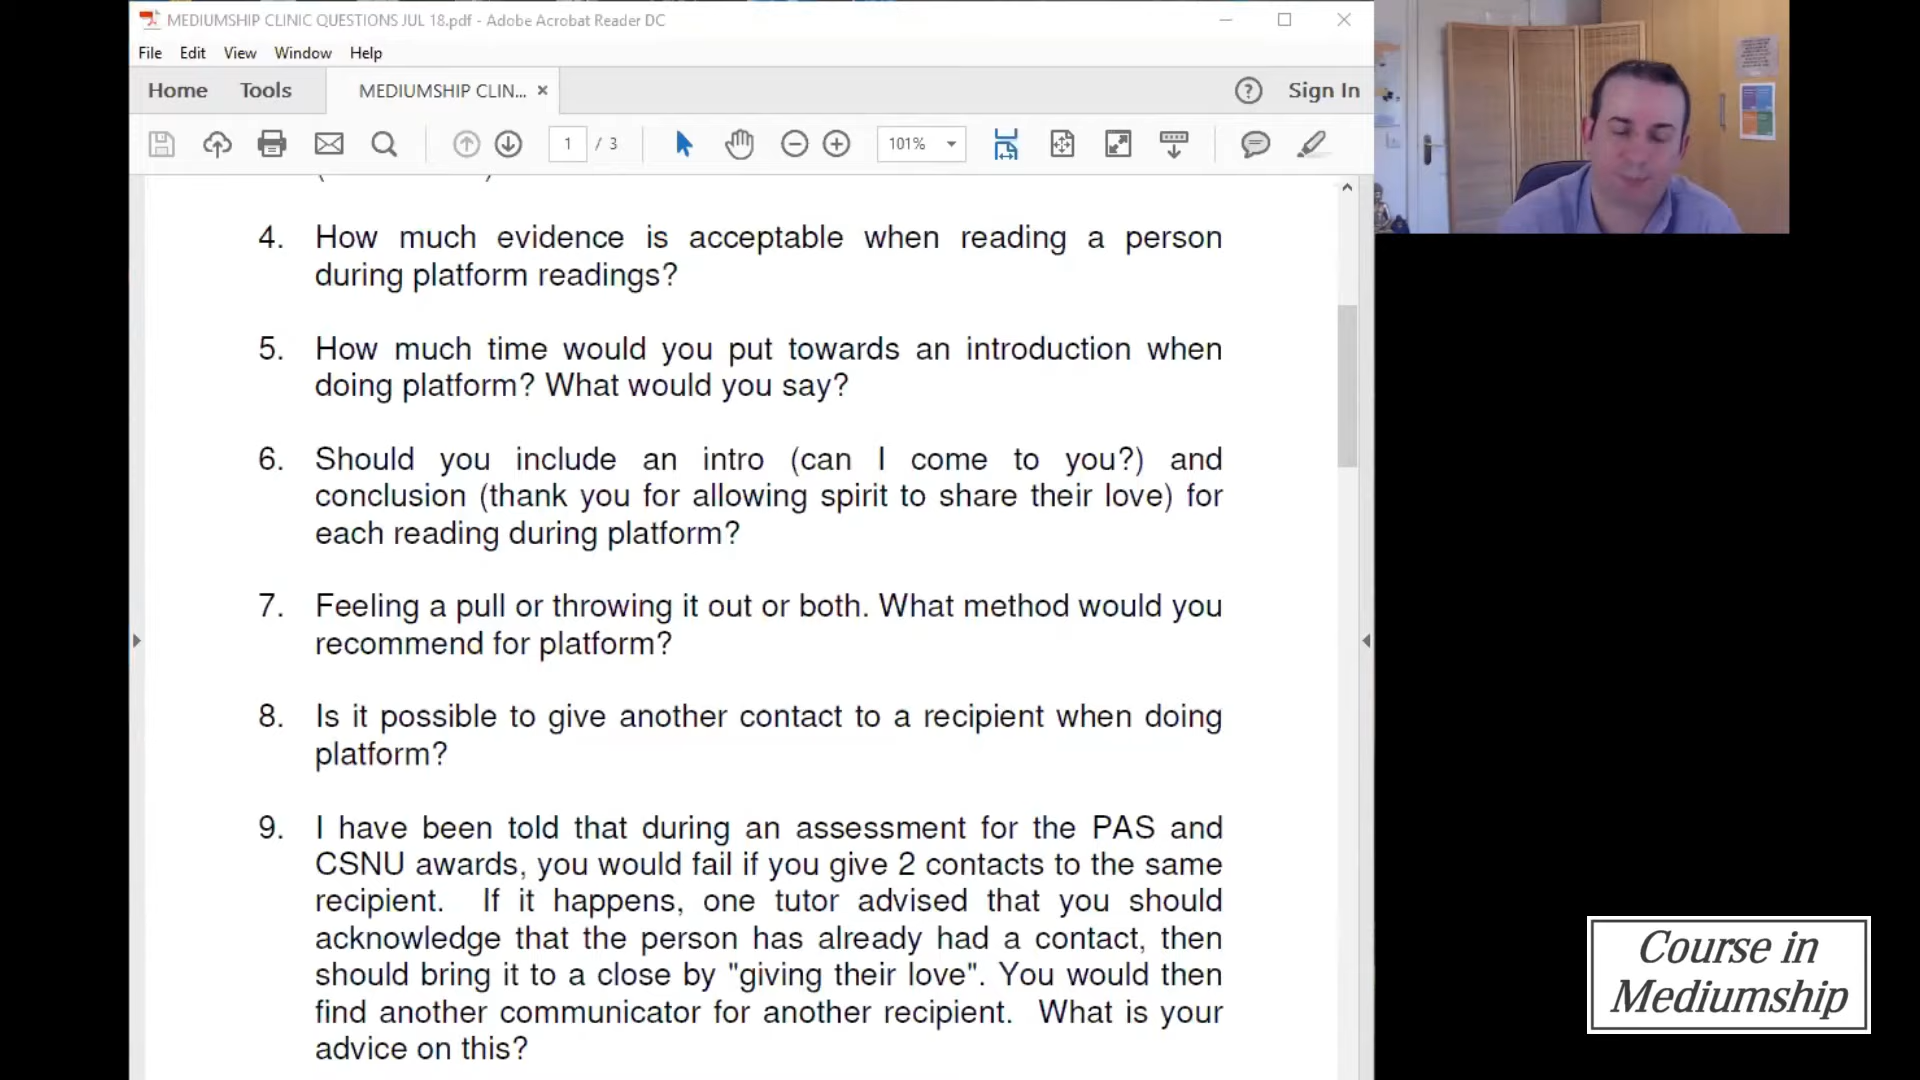 MEDIUMSHIP CLINIC QUESTIONS JUL 18.pdf - Adobe Acrobat Reader DC
File Edit View Window Help
Home Tools MEDIUMSHIP CLIN... × ? Sign In
1 / 3 101%
4. How much evidence is acceptable when reading a person
during platform readings?
5. How much time would you put towards an introduction when
doing platform? What would you say?
6. Should you include an intro (can I come to you?) and
conclusion (thank you for allowing spirit to share their love) for
each reading during platform?
7. Feeling a pull or throwing it out or both. What method would you
recommend for platform?
8. Is it possible to give another contact to a recipient when doing
platform?
9. I have been told that during an assessment for the PAS and
CSNU awards, you would fail if you give 2 contacts to the same
recipient. If it happens, one tutor advised that you should
acknowledge that the person has already had a contact, then
should bring it to a close by "giving their love". You would then
find another communicator for another recipient. What is your
advice on this?
Course in
Mediumship